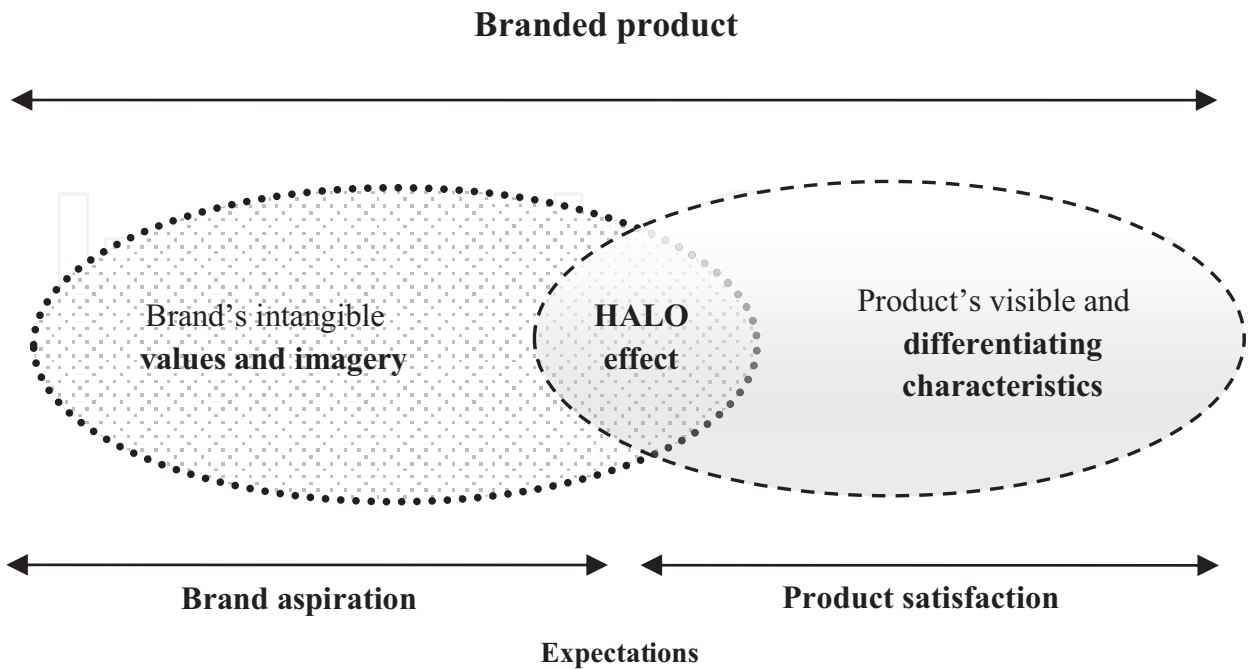 Branded product
Brand's intangible
values and imagery
HALO
effect
Product's visible and
differentiating
characteristics
Brand aspiration
Product satisfaction
Expectations